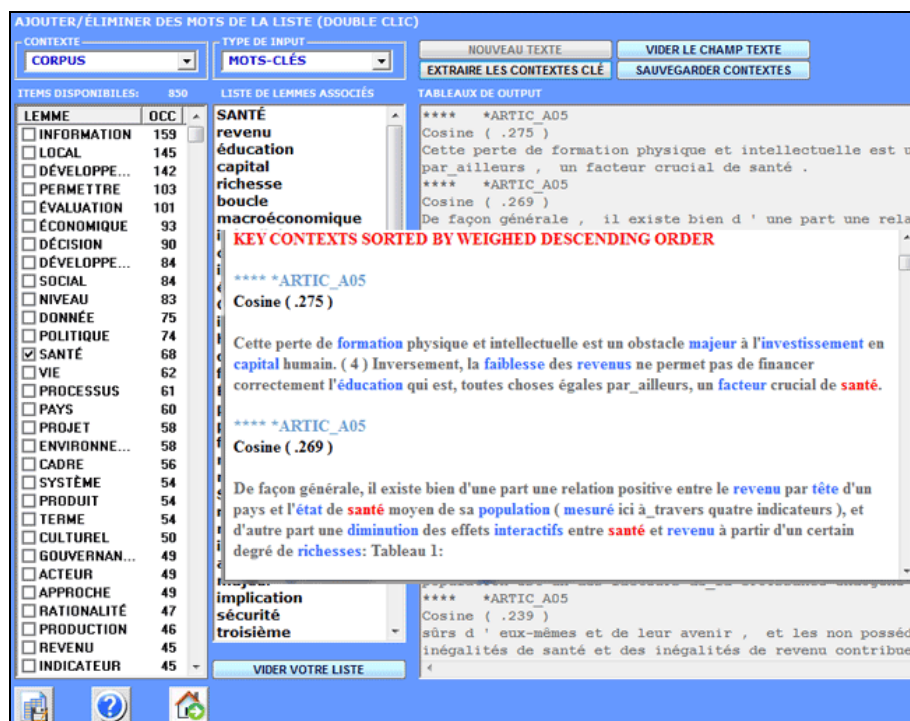 AJOUTER/ÉLIMINER DES MOTS DE LA LISTE (DOUBLE CLIC)
CONTEXTE
CORPUS
TYPE DE INPUT
MOTS-CLÉS
NOUVEAU TEXTE
VIDER LE CHAMP TEXTE
EXTRAIRE LES CONTEXTES CLÉ
SAUVEGARDER CONTEXTES
ITEMS DISPONIBILES: 850
LEMME OCC
INFORMATION 159
LOCAL 145
DÉVELOPPE... 142
PERMETTRE 103
ÉVALUATION 101
ÉCONOMIQUE 93
DÉCISION 90
DÉVELOPPE... 84
SOCIAL 84
NIVEAU 83
DONNÉE 75
POLITIQUE 74
SANTÉ 68
VIE 62
PROCESSUS 61
PAYS 60
PROJET 58
ENVIRONNE... 58
CADRE 56
SYSTÈME 54
PRODUIT 54
TERME 54
CULTUREL 50
GOUVERNAN... 49
ACTEUR 49
APPROCHE 49
RATIONALITÉ 47
PRODUCTION 46
REVENU 45
INDICATEUR 45
LISTE DE LEMMES ASSOCIÉS
SANTÉ
revenu
éducation
capital
richesse
boucle
macroéconomique
implication
sécurité
troisième
VIDER VOTRE LISTE
TABLEAUX DE OUTPUT
**** *ARTIC_A05
Cosine ( .275 )
Cette perte de formation physique et intellectuelle est u
par_ailleurs , un facteur crucial de santé .
**** *ARTIC_A05
Cosine ( .269 )
De façon générale , il existe bien d ' une part une rela
KEY CONTEXTS SORTED BY WEIGHED DESCENDING ORDER
**** *ARTIC_A05
Cosine ( .275 )
Cette perte de formation physique et intellectuelle est un obstacle majeur à l'investissement en
capital humain. ( 4 ) Inversement, la faiblesse des revenus ne permet pas de financer
correctement l'éducation qui est, toutes choses égales par_ailleurs, un facteur crucial de santé.
**** *ARTIC_A05
Cosine ( .269 )
De façon générale, il existe bien d'une part une relation positive entre le revenu par tête d'un
pays et l'état de santé moyen de sa population ( mesuré ici à_travers quatre indicateurs ), et
d'autre part une diminution des effets interactifs entre santé et revenu à partir d'un certain
degré de richesses: Tableau 1:
**** *ARTIC_A05
Cosine ( .239 )
sûrs d ' eux-mêmes et de leur avenir , et les non posséd
inégalités de santé et des inégalités de revenu contribue